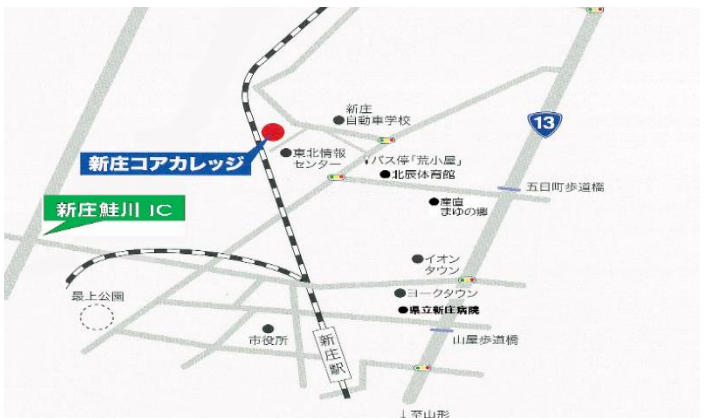 新庄
自動車学校
13
新庄コアカレッジ
東北情報
センター
バス停「荒小屋」
北辰体育館
五日町歩道橋
産直
まゆの郷
新庄鮭川 IC
イオン
タウン
最上公園
ヨークタウン
県立新庄病院
市役所
新庄駅
山屋歩道橋
↓至山形